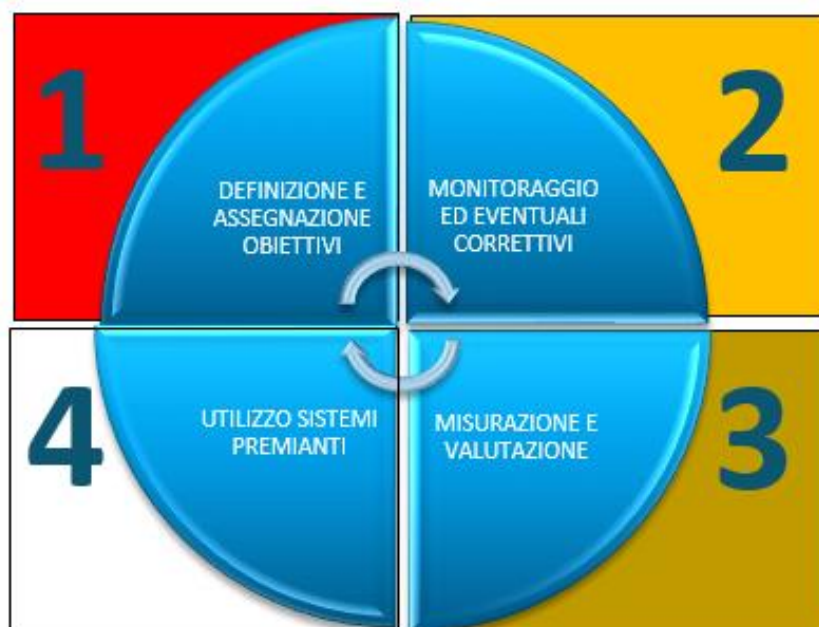 1
DEFINIZIONE E
ASSEGNAZIONE
OBIETTIVI
2
MONITORAGGIO
ED EVENTUALI
CORRETTIVI
3
MISURAZIONE E
VALUTAZIONE
4
UTILIZZO SISTEMI
PREMIANTI